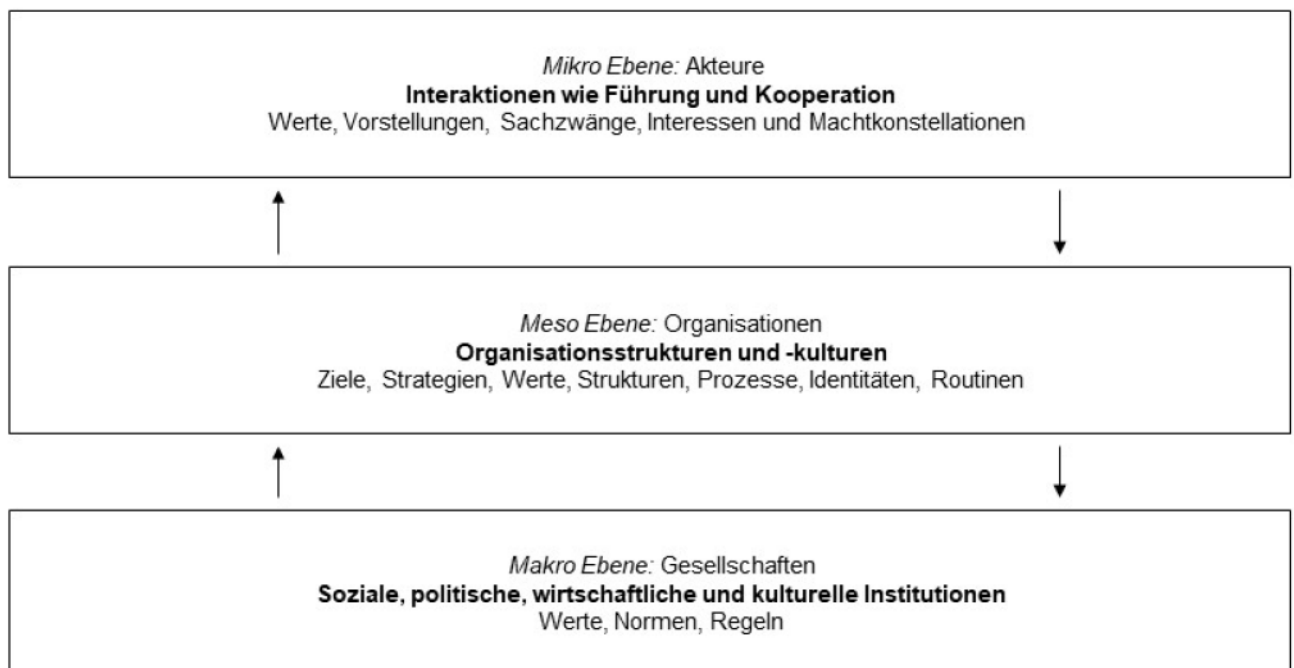 Mikro Ebene: Akteure
Interaktionen wie Führung und Kooperation
Werte, Vorstellungen, Sachzwänge, Interessen und Machtkonstellationen
Meso Ebene: Organisationen
Organisationsstrukturen und -kulturen
Ziele, Strategien, Werte, Strukturen, Prozesse, Identitäten, Routinen
Makro Ebene: Gesellschaften
Soziale, politische, wirtschaftliche und kulturelle Institutionen
Werte, Normen, Regeln